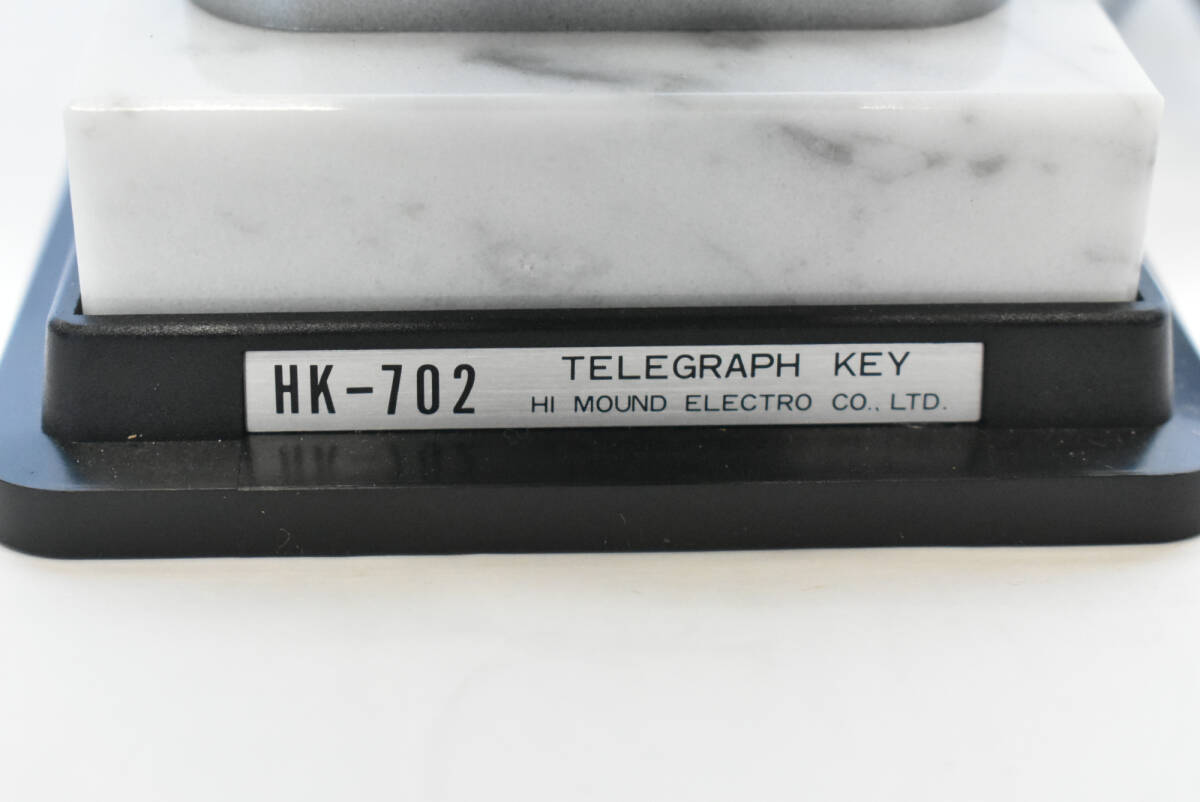 HK-702
TELEGRAPH KEY
HI MOUND ELECTRO CO., LTD.